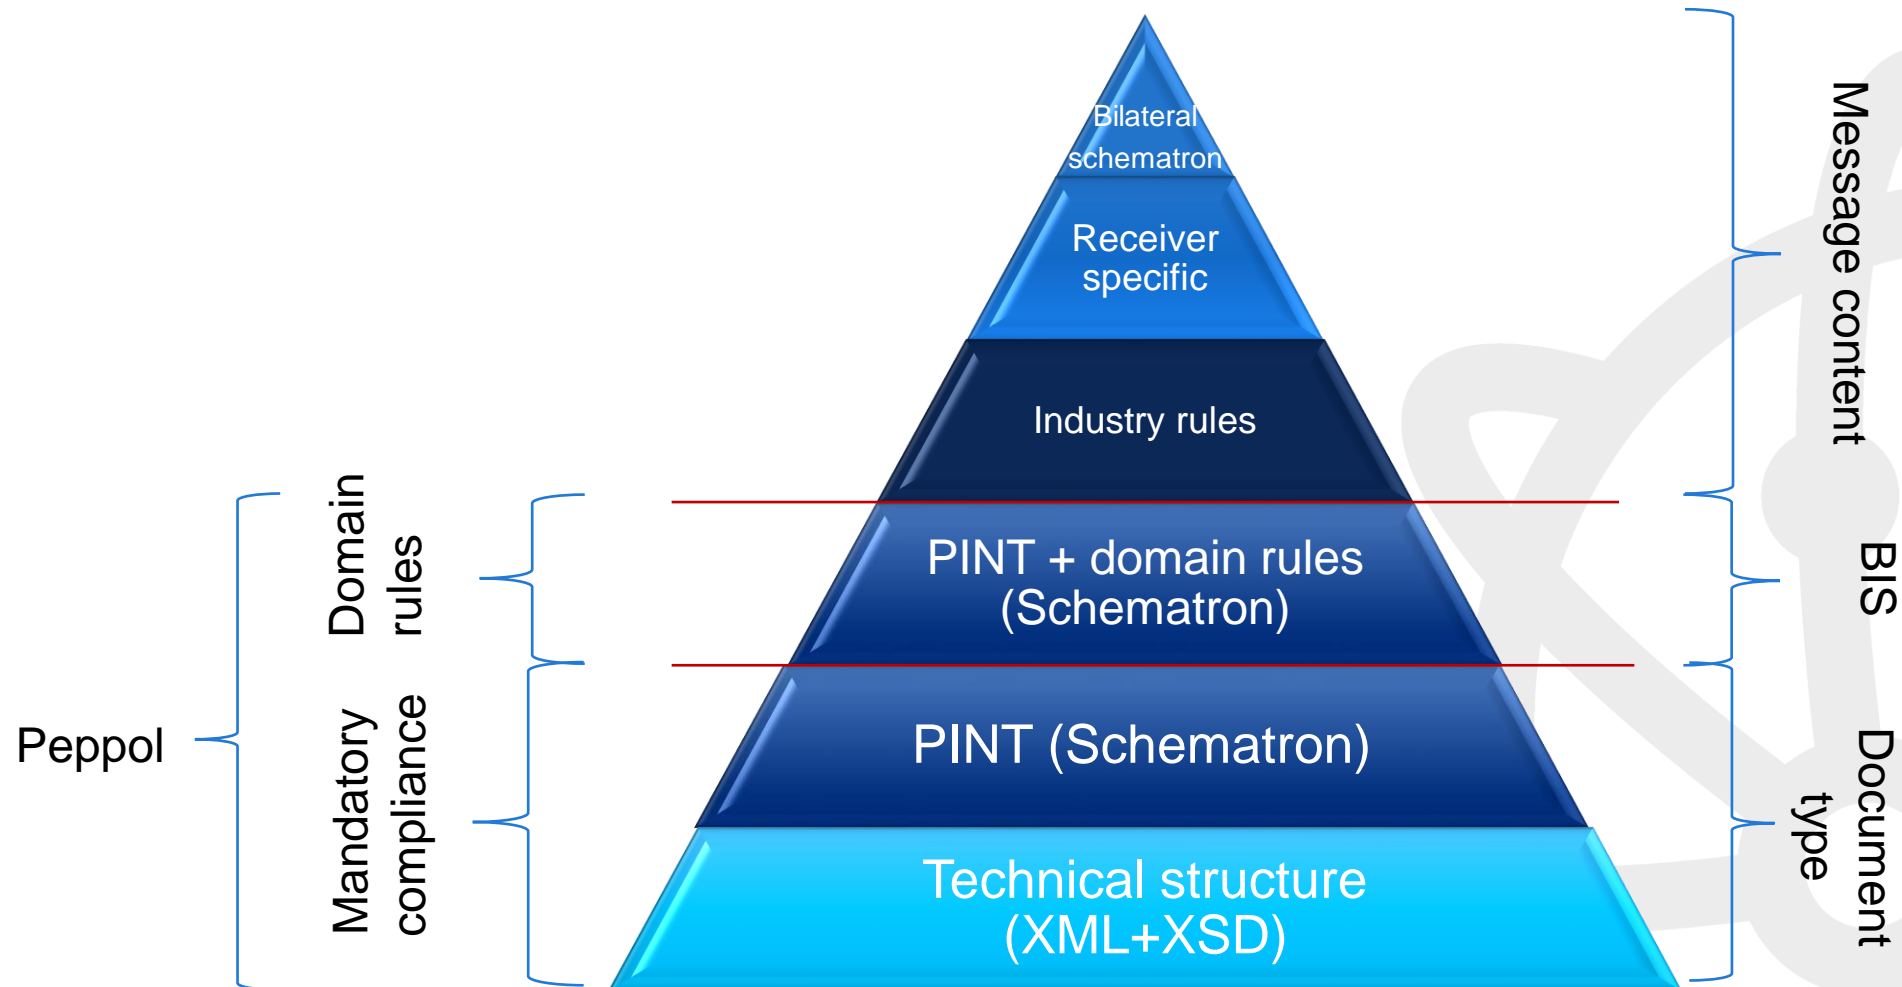 Bilateral
schematron
Receiver
specific
Industry rules
PINT + domain rules
(Schematron)
PINT (Schematron)
Technical structure
(XML+XSD)
Peppol
Domain
rules
Mandatory
compliance
Message content
BIS
Document
type